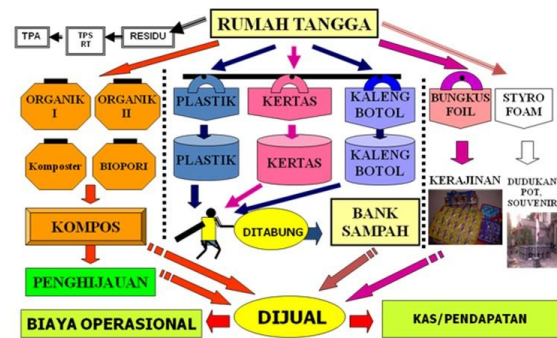 RUMAH TANGGA
TPA
TPS
RT
RESIDU
ORGANIK
I
ORGANIK
II
PLASTIK
KERTAS
KALENG
BOTOL
BUNGKUS
FOIL
STYRO
FOAM
Komposter
BIOPORI
PLASTIK
KERTAS
KALENG
BOTOL
KERAJINAN
DUDUKAN
POT,
SOUVENIR
KOMPOS
DITABUNG
BANK
SAMPAH
PENGHIJAUAN
BIAYA OPERASIONAL
DIJUAL
KAS/PENDAPATAN